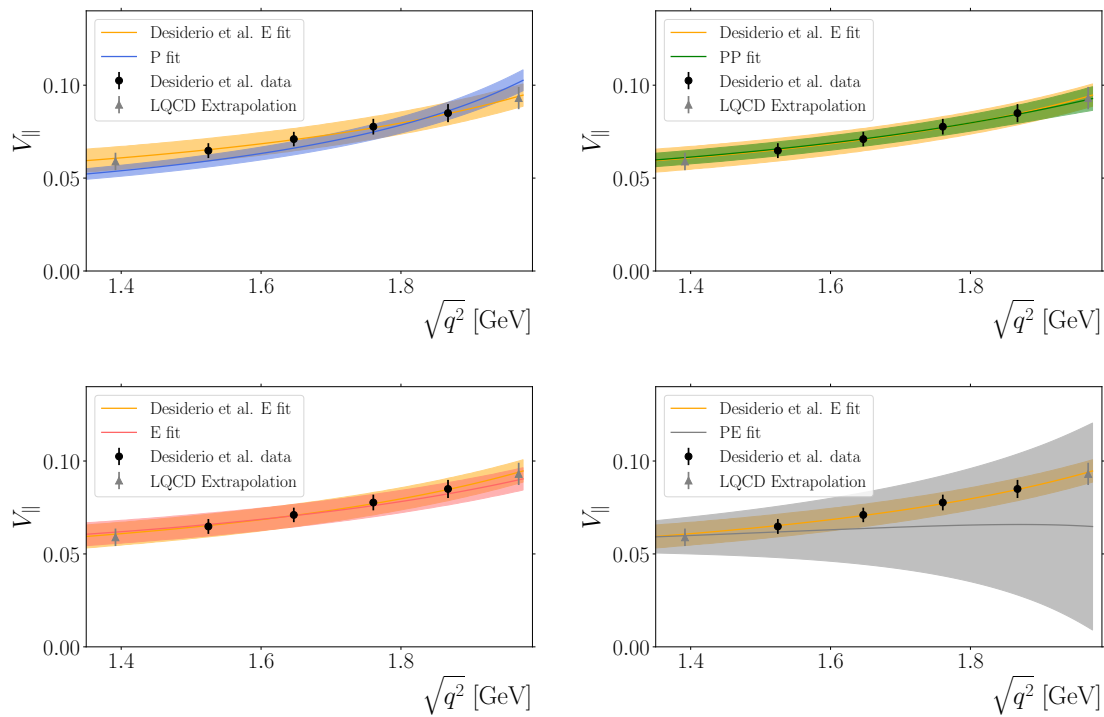 Desiderio et al. E fit
P fit
Desiderio et al. data
LQCD Extrapolation
0.10
0.05
0.00
V∥
1.4 1.6 1.8
√q² [GeV]
Desiderio et al. E fit
PP fit
Desiderio et al. data
LQCD Extrapolation
0.10
0.05
0.00
V∥
1.4 1.6 1.8
√q² [GeV]
Desiderio et al. E fit
E fit
Desiderio et al. data
LQCD Extrapolation
0.10
0.05
0.00
V∥
1.4 1.6 1.8
√q² [GeV]
Desiderio et al. E fit
PE fit
Desiderio et al. data
LQCD Extrapolation
0.10
0.05
0.00
V∥
1.4 1.6 1.8
√q² [GeV]